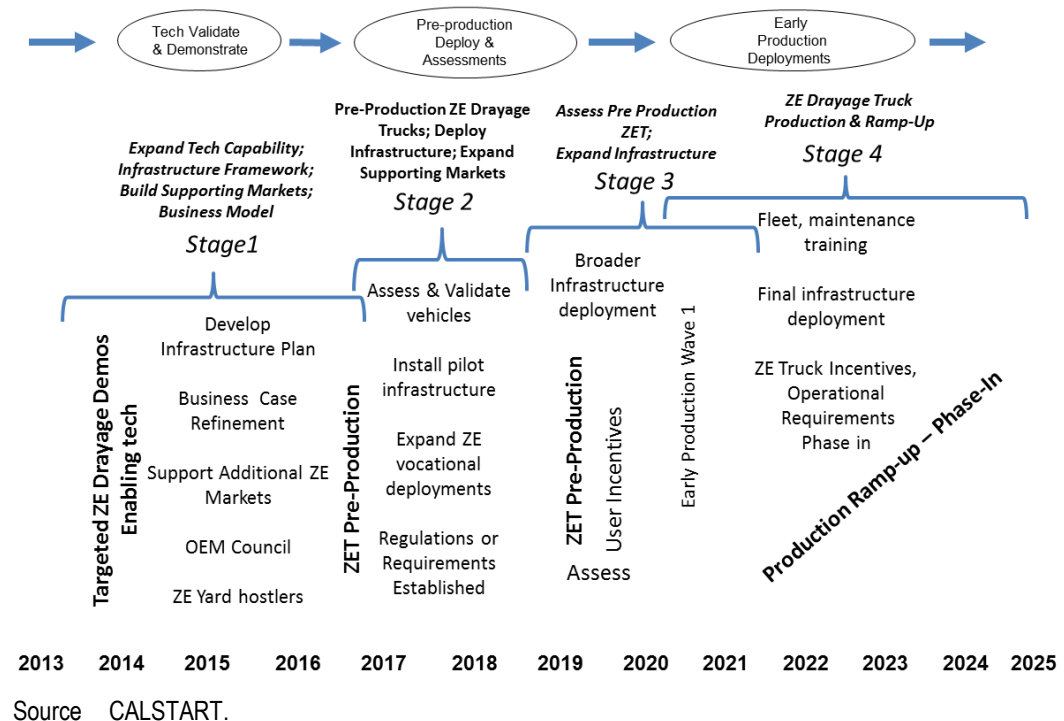 Tech Validate
& Demonstrate
Pre-production
Deploy &
Assessments
Early
Production
Deployments
Expand Tech Capability;
Infrastructure Framework;
Build Supporting Markets;
Business Model
Stage1
Pre-Production ZE Drayage
Trucks; Deploy
Infrastructure; Expand
Supporting Markets
Stage 2
Assess Pre Production
ZET;
Expand Infrastructure
Stage 3
ZE Drayage Truck
Production & Ramp-Up
Stage 4
Targeted ZE Drayage Demos
Enabling tech
Develop
Infrastructure Plan
Business Case
Refinement
Support Additional ZE
Markets
OEM Council
ZE Yard hostlers
ZET Pre-Production
Assess & Validate
vehicles
Install pilot
infrastructure
Expand ZE
vocational
deployments
Regulations or
Requirements
Established
Broader
Infrastructure
deployment
ZET Pre-Production
User Incentives
Assess
Early Production Wave 1
Fleet, maintenance
training
Final infrastructure
deployment
ZE Truck Incentives,
Operational
Requirements
Phase in
Production Ramp-up – Phase-In
2013 2014 2015 2016 2017 2018 2019 2020 2021 2022 2023 2024 2025
Source CALSTART.